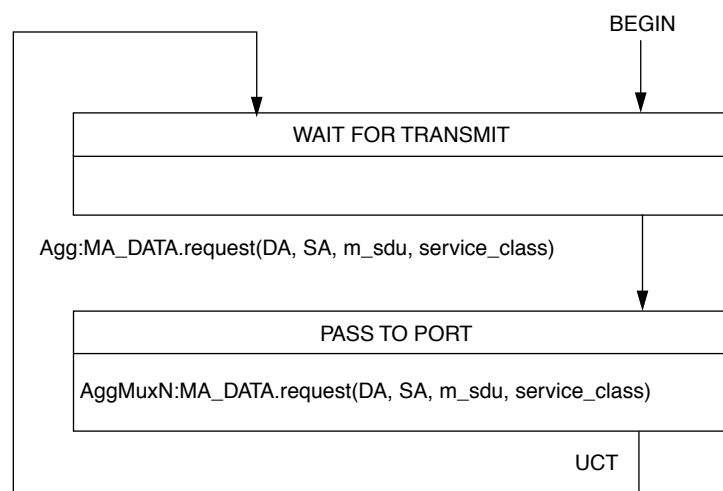 BEGIN
WAIT FOR TRANSMIT
Agg:MA_DATA.request(DA, SA, m_sdu, service_class)
PASS TO PORT
AggMuxN:MA_DATA.request(DA, SA, m_sdu, service_class)
UCT